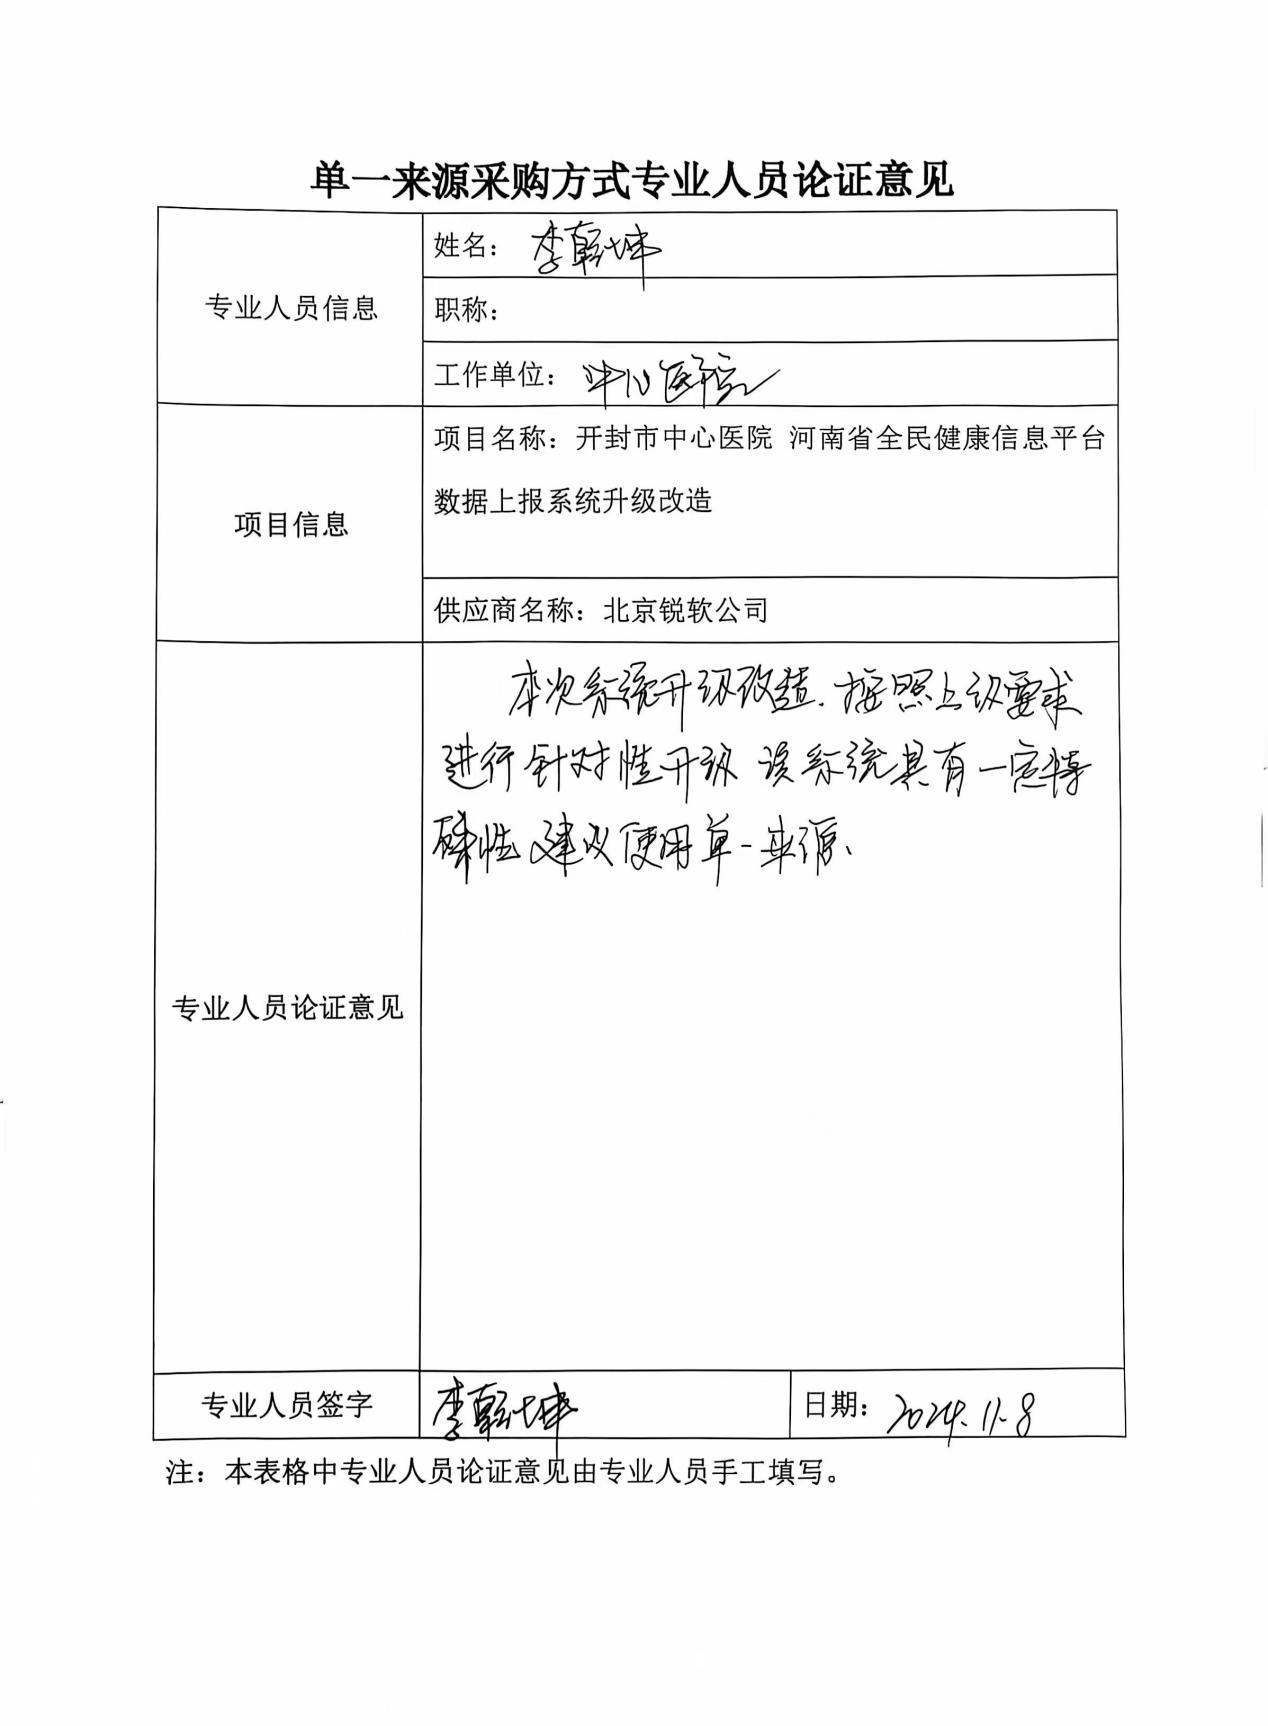 单一来源采购方式专业人员论证意见
专业人员信息
姓名：李乾坤
职称：
工作单位：中心医院
项目信息
项目名称：开封市中心医院 河南省全民健康信息平台
数据上报系统升级改造
供应商名称：北京锐软公司
专业人员论证意见
本次系统升级改造.按照上级要求
进行针对性升级 该系统具有一定特
殊性 建议使用单一来源、
专业人员签字
李乾坤
日期：2024.11.8
注：本表格中专业人员论证意见由专业人员手工填写。